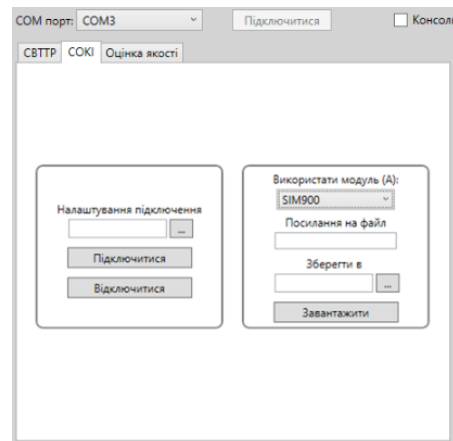 COM порт: COM3 Підключитися Консол
СВТТР СОКІ Оцінка якості
Налаштування підключення
...
Підключитися
Відключитися
Використати модуль (А):
SIM900
Посилання на файл
Зберегти в
...
Завантажити